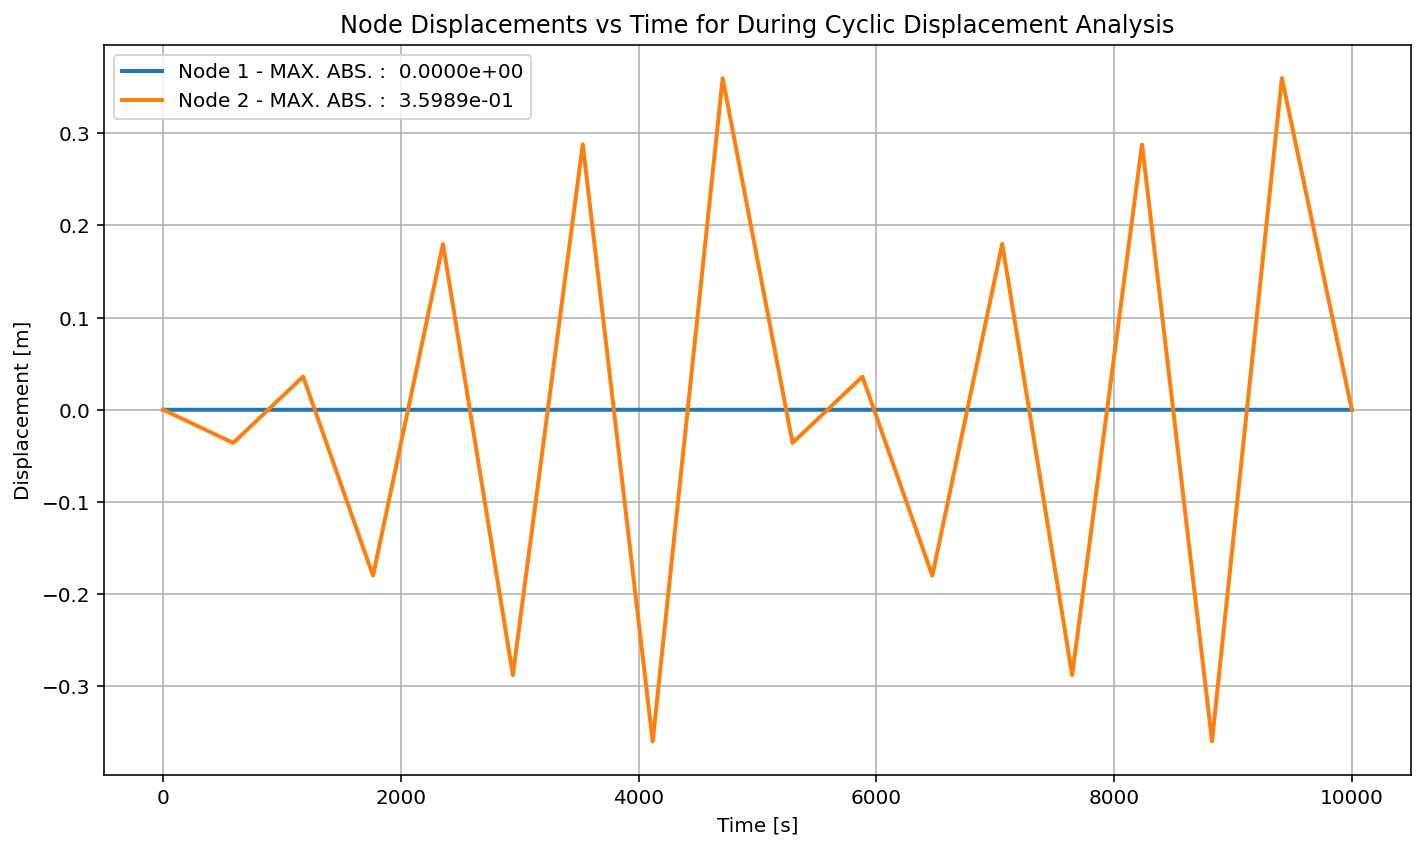 Node Displacements vs Time for During Cyclic Displacement Analysis
Node 1 - MAX. ABS. :  0.0000e+00
Node 2 - MAX. ABS. :  3.5989e-01
Displacement [m]
0.3
0.2
0.1
0.0
−0.1
−0.2
−0.3
0 2000 4000 6000 8000 10000
Time [s]